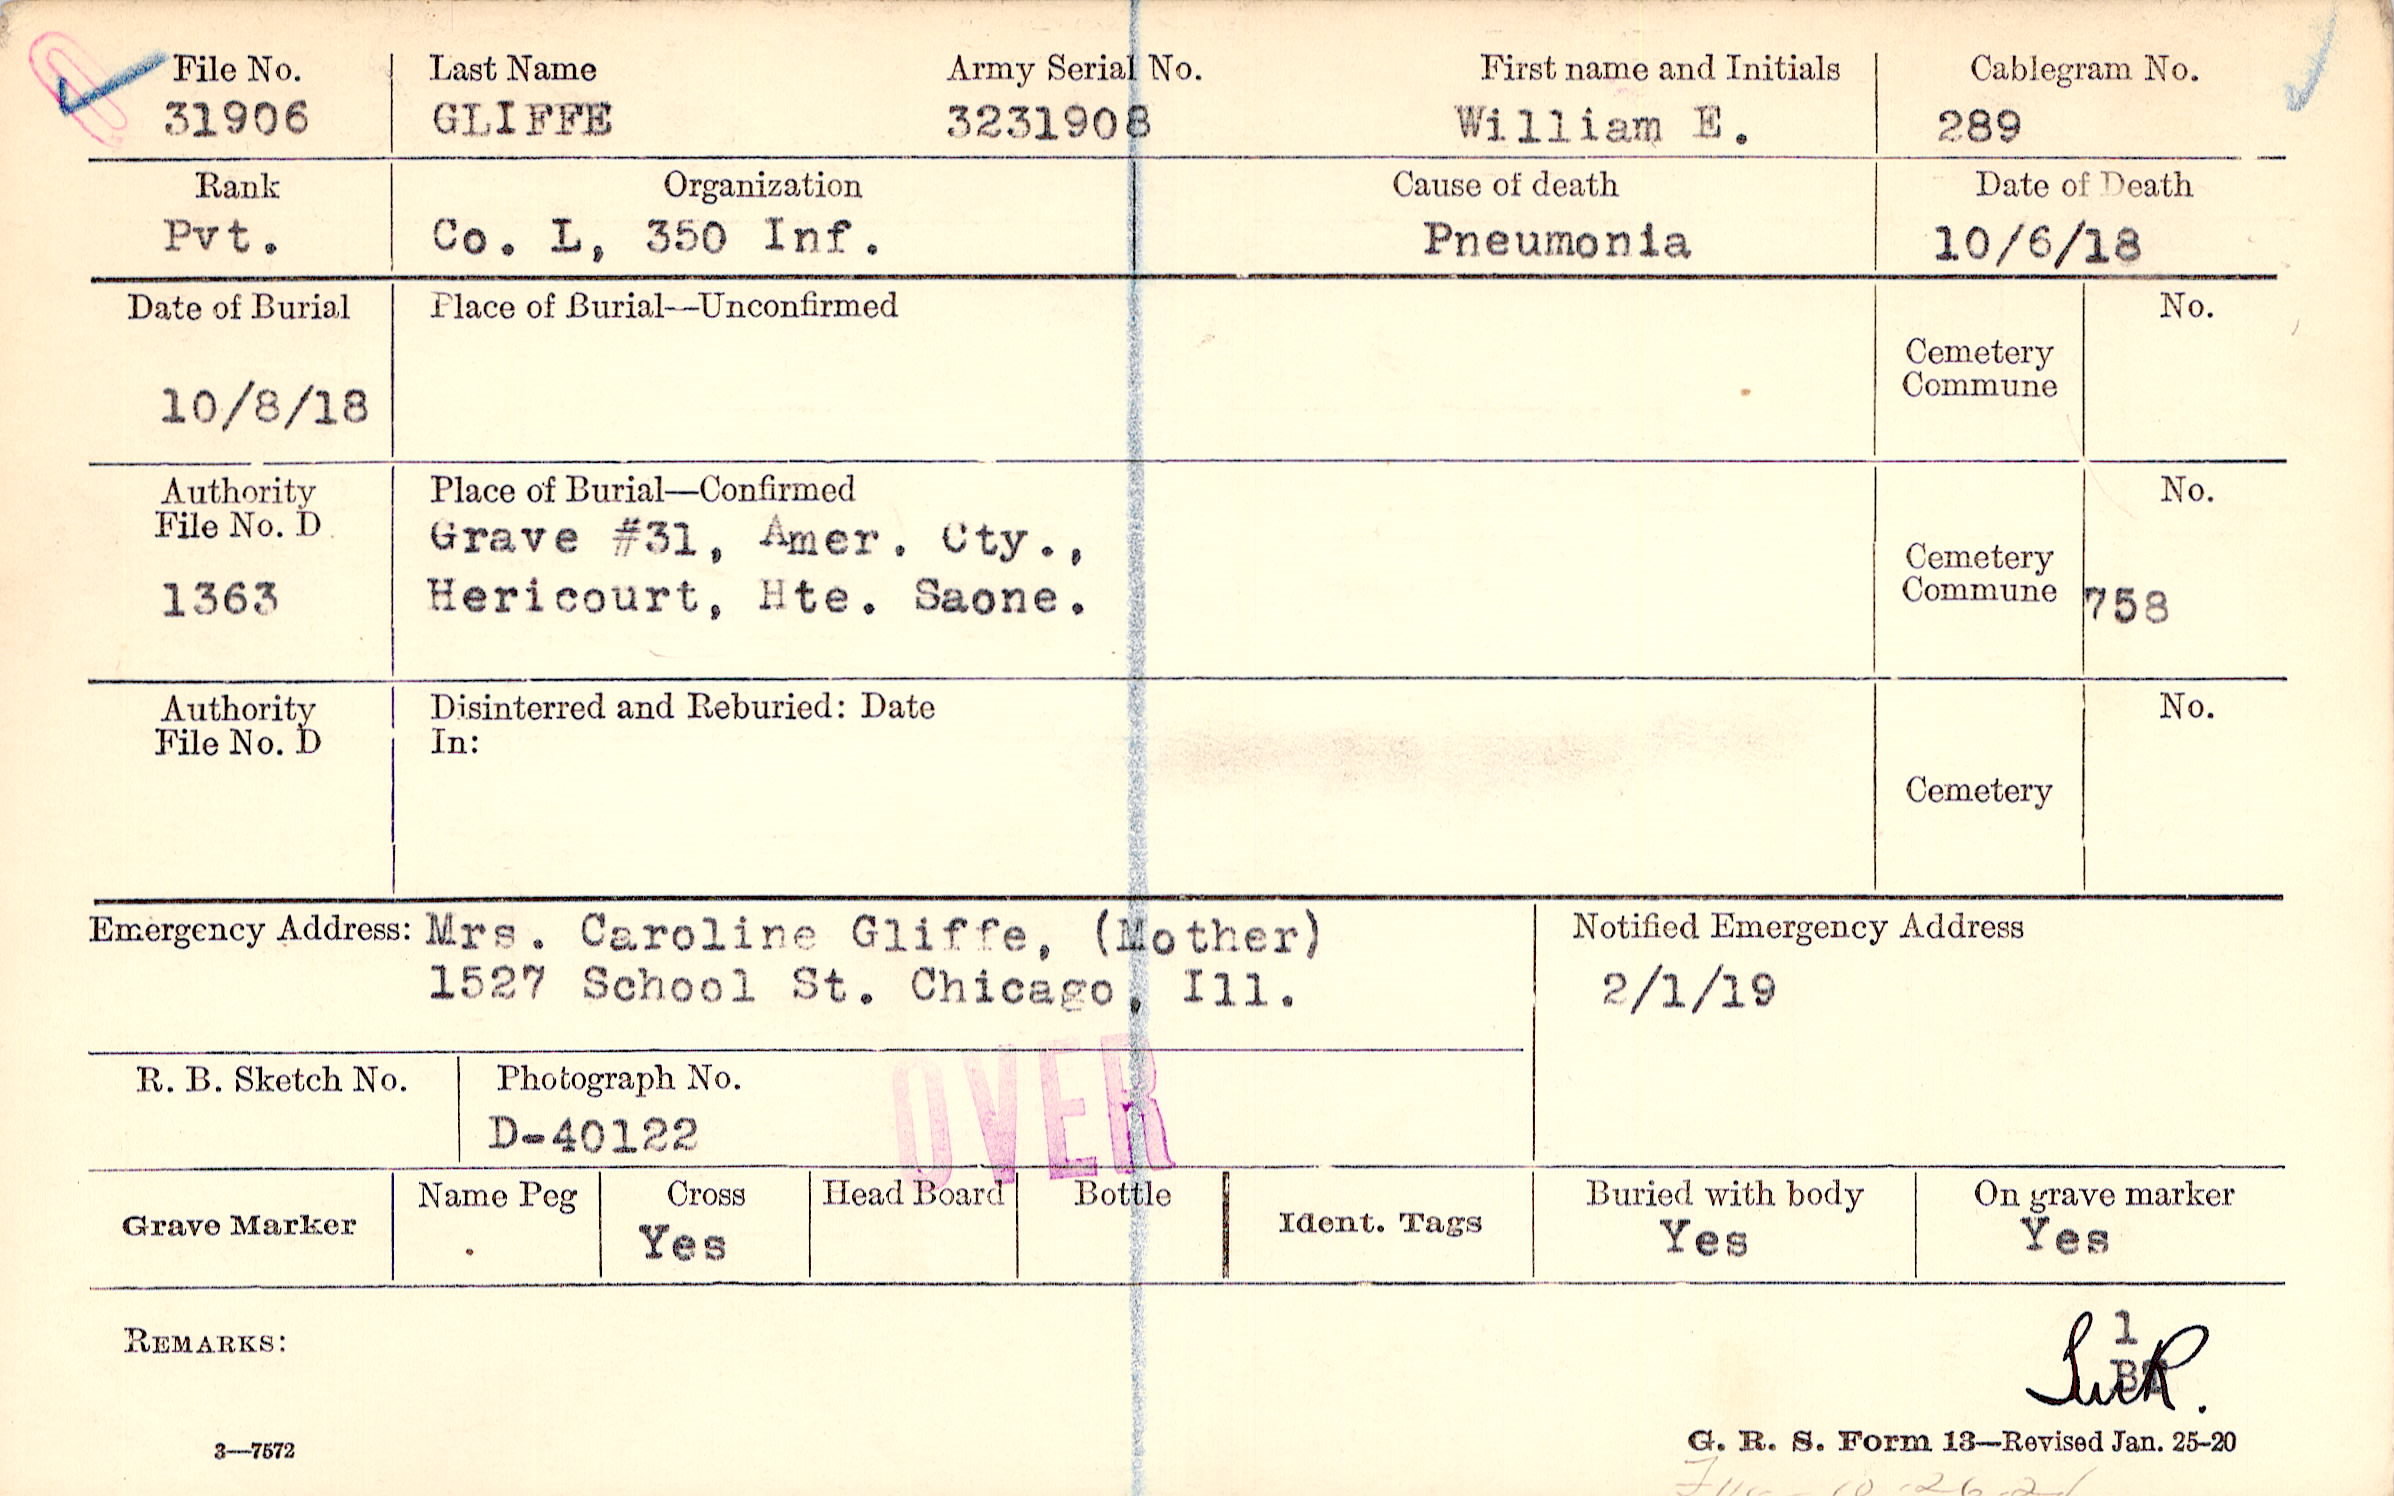 File No. Last Name Army Serial No. First name and Initials Cablegram No.
31906 GLIFFE 3231908 William E. 289
Rank Organization Cause of death Date of Death
Pvt. Co. L, 350 Inf. Pneumonia 10/6/18
Date of Burial Place of Burial—Unconfirmed No.
Cemetery
Commune
10/8/18
Authority Place of Burial—Confirmed No.
File No. D
Grave #31, Amer. Cty.,
Cemetery
Commune
1363 Hericourt, Hte. Saone. 758
Authority Disinterred and Reburied: Date No.
File No. D In:
Cemetery
Emergency Address: Mrs. Caroline Gliffe, (Mother) Notified Emergency Address
1527 School St. Chicago, Ill. 2/1/19
OVER
R. B. Sketch No. Photograph No.
D-40122
Name Peg Cross Head Board Bottle Buried with body On grave marker
Grave Marker Yes Ident. Tags Yes Yes
1
REMARKS:
3—7572 G. R. S. Form 13—Revised Jan. 25-20